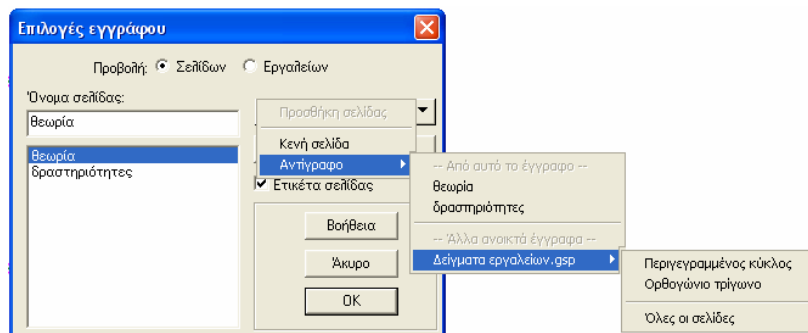 Επιλογές εγγράφου
Προβολή: Σελίδων Εργαλείων
Όνομα σελίδας:
θεωρία
θεωρία
δραστηριότητες
Προσθήκη σελίδας
Κενή σελίδα
Αντίγραφο
Ετικέτα σελίδας
Βοήθεια
Άκυρο
OK
-- Από αυτό το έγγραφο --
θεωρία
δραστηριότητες
-- Άλλα ανοικτά έγγραφα --
Δείγματα εργαλείων.gsp
Περιγεγραμμένος κύκλος
Ορθογώνιο τρίγωνο
Όλες οι σελίδες